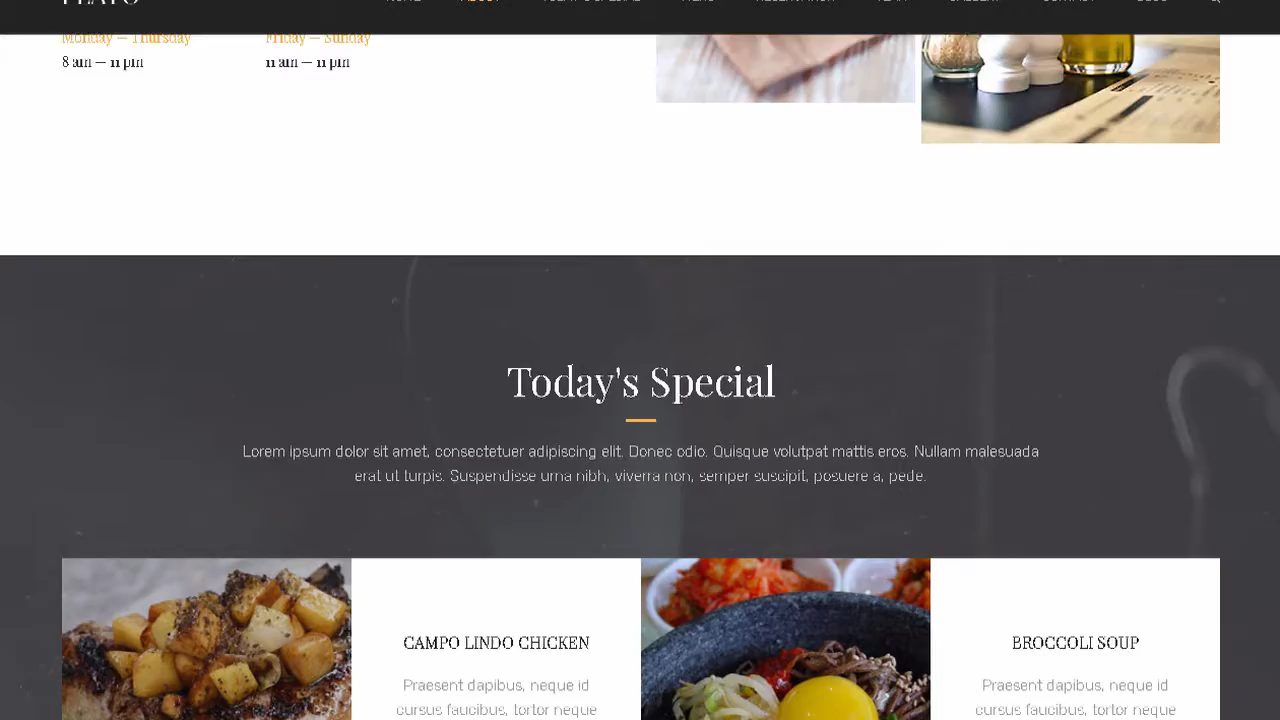 Monday — Thursday
Friday — Sunday
8 am — 11 pm
11 am — 11 pm
Today's Special
Lorem ipsum dolor sit amet, consectetuer adipiscing elit. Donec odio. Quisque volutpat mattis eros. Nullam malesuada
erat ut turpis. Suspendisse urna nibh, viverra non, semper suscipit, posuere a, pede.
CAMPO LINDO CHICKEN
Praesent dapibus, neque id
cursus faucibus, tortor neque
BROCCOLI SOUP
Praesent dapibus, neque id
cursus faucibus, tortor neque